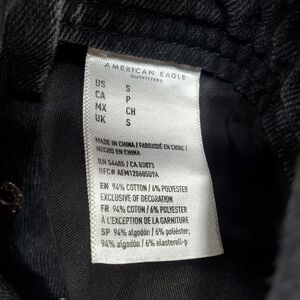 AMERICAN EAGLE
OUTFITTERS
US S
CA P
MX CH
UK S
MADE IN CHINA / FABRIQUÉ EN CHINE /
HECHO EN CHINA
RN 54485 / CA 03873
RFC# AEM120605U9A
EN 94% COTTON / 6% POLYESTER
EXCLUSIVE OF DECORATION
FR 94% COTON / 6% POLYESTER
À L'EXCEPTION DE LA GARNITURE
SP 94% algodón / 6% poliéster;
94% algodón / 6% elasterell-p